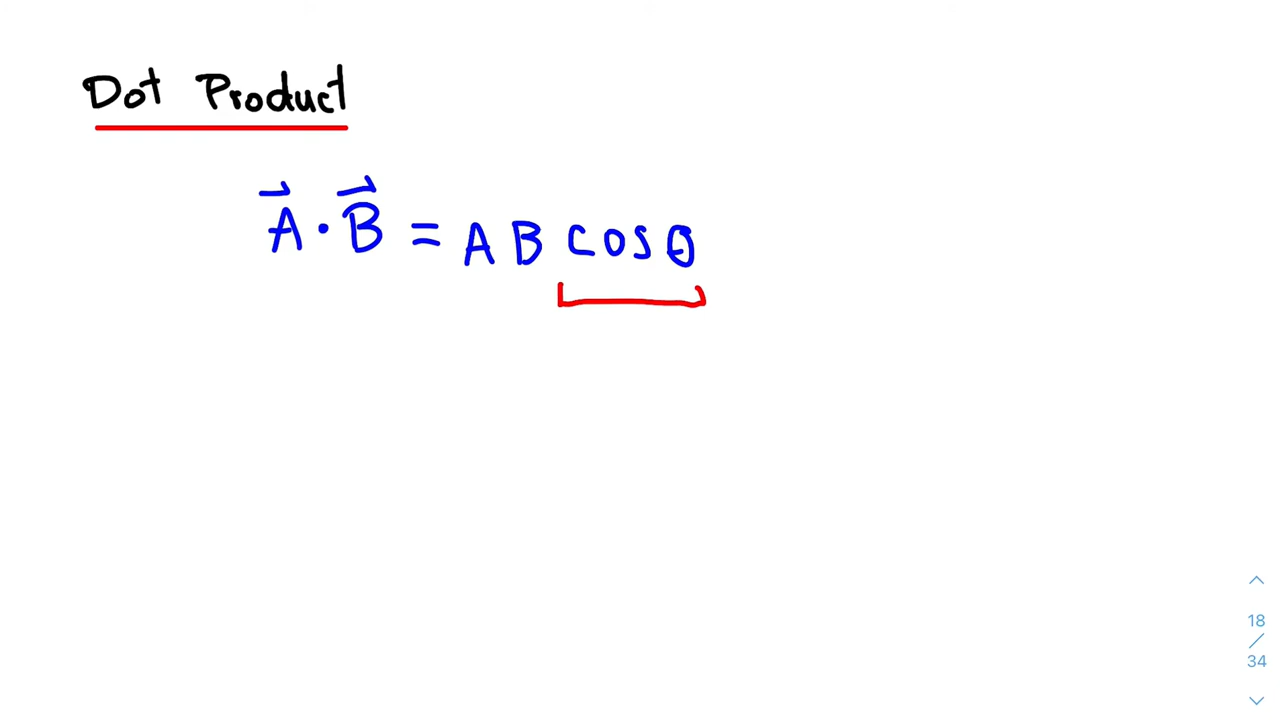 Dot Product
A⃗ · B⃗ = A B cos θ
18
/
34